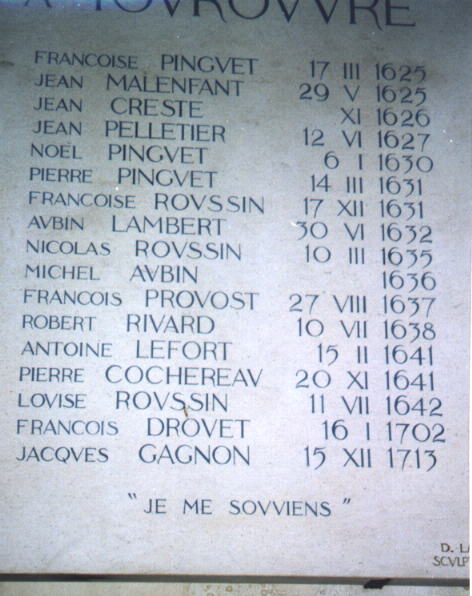 A TOVROVVRE
FRANCOISE PINGVET 17 III 1625
JEAN MALENFANT 29 V 1625
JEAN CRESTE XI 1626
JEAN PELLETIER 12 VI 1627
NOEL PINGVET 6 I 1630
PIERRE PINGVET 14 III 1631
FRANCOISE ROVSSIN 17 XII 1631
AVBIN LAMBERT 30 VI 1632
NICOLAS ROVSSIN 10 III 1635
MICHEL AVBIN 1636
FRANCOIS PROVOST 27 VIII 1637
ROBERT RIVARD 10 VII 1638
ANTOINE LEFORT 15 II 1641
PIERRE COCHEREAV 20 XI 1641
LOVISE ROVSSIN 11 VII 1642
FRANCOIS DROVET 16 I 1702
JACQVES GAGNON 15 XII 1713
"JE ME SOVVIENS"
D.